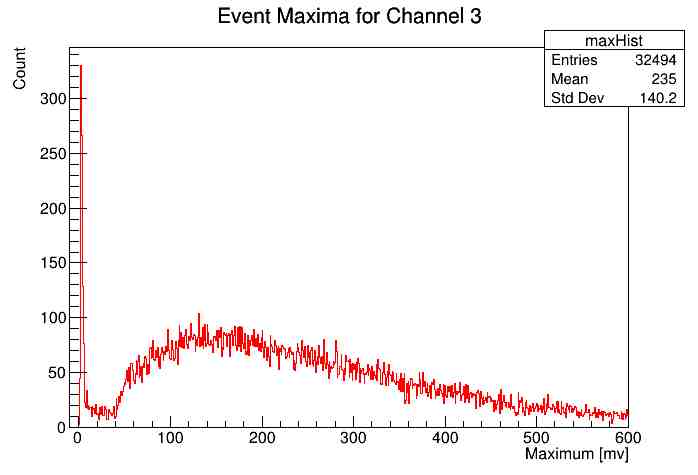 Event Maxima for Channel 3
maxHist
Entries 32494
Mean 235
Std Dev 140.2
Count
300
250
200
150
100
50
0
0 100 200 300 400 500 600
Maximum [mv]